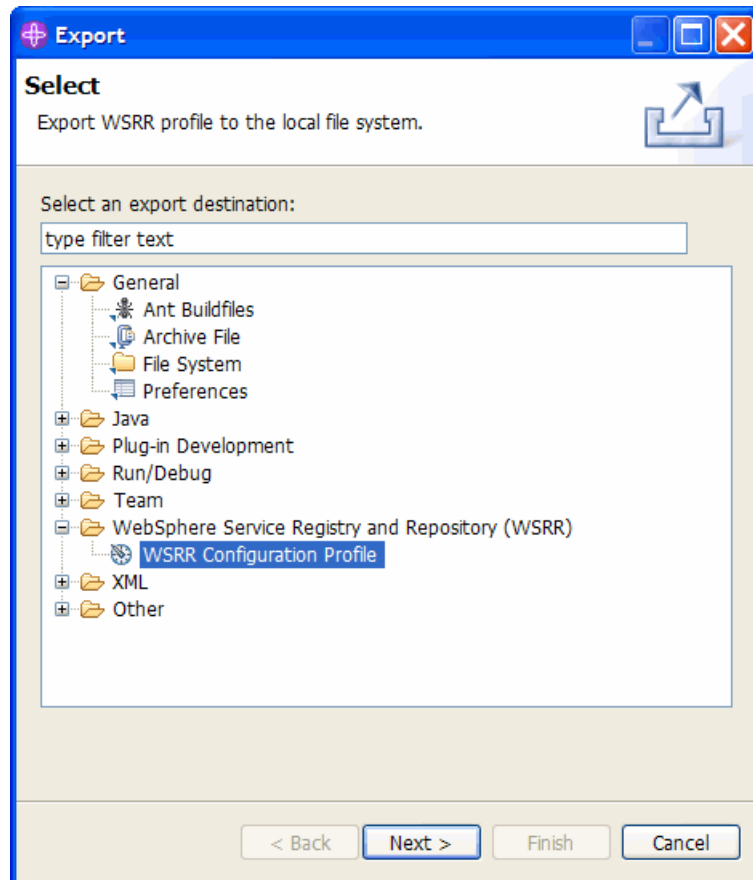 Export
Select
Export WSRR profile to the local file system.
Select an export destination:
type filter text
General
Ant Buildfiles
Archive File
File System
Preferences
Java
Plug-in Development
Run/Debug
Team
WebSphere Service Registry and Repository (WSRR)
WSRR Configuration Profile
XML
Other
< Back Next > Finish Cancel